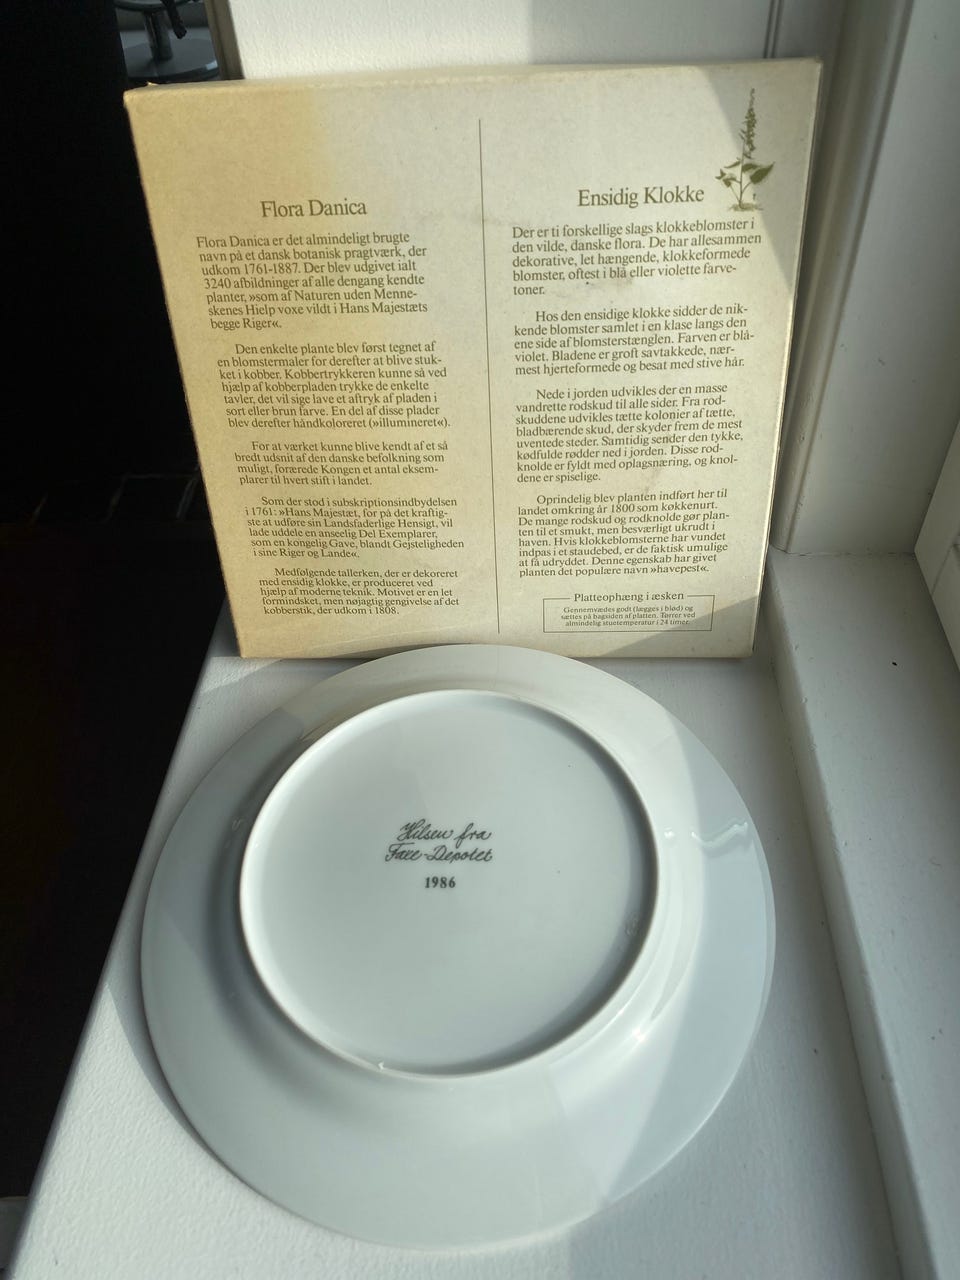 Flora Danica
Flora Danica er det almindeligt brugte
navn på et dansk botanisk pragtværk, der
udkom 1761-1887. Der blev udgivet ialt
3240 afbildninger af alle dengang kendte
planter, »som af Naturen uden Menne-
skenes Hielp voxe vildt i Hans Majestæts
begge Riger«.
Den enkelte plante blev først tegnet af
en blomstermaler for derefter at blive stuk-
ket i kobber. Kobbertrykkeren kunne så ved
hjælp af kobberpladen trykke de enkelte
tavler, det vil sige lave et aftryk af pladen i
sort eller brun farve. En del af disse plader
blev derefter håndkoloreret (»illumineret«).
For at værket kunne blive kendt af et så
bredt udsnit af den danske befolkning som
muligt, forærede Kongen et antal eksem-
plarer til hvert stift i landet.
Som der stod i subskriptionsindbydelsen
i 1761: »Hans Majestæt, for på det kraftig-
ste at udføre sin Landsfaderlige Hensigt, vil
lade uddele en anseelig Del Exemplarer,
som en kongelig Gave, blandt Gejsteligheden
i sine Riger og Lande«.
Medfølgende tallerken, der er dekoreret
med ensidig klokke, er produceret ved
hjælp af moderne teknik. Motivet er en let
formindsket, men nøjagtig gengivelse af det
kobberstik, der udkom i 1808.
Ensidig Klokke
Der er ti forskellige slags klokkeblomster i
den vilde, danske flora. De har allesammen
dekorative, let hængende, klokkeformede
blomster, oftest i blå eller violette farve-
toner.
Hos den ensidige klokke sidder de nik-
kende blomster samlet i en klase langs den
ene side af blomsterstænglen. Farven er blå-
violet. Bladene er groft savtakkede, nær-
mest hjerteformede og besat med stive hår.
Nede i jorden udvikles der en masse
vandrette rodskud til alle sider. Fra rod-
skuddene udvikles tætte kolonier af tætte,
bladbærende skud, der skyder frem de mest
uventede steder. Samtidig sender den tykke,
kødfulde rødder ned i jorden. Disse rod-
knolde er fyldt med oplagsnæring, og knol-
dene er spiselige.
Oprindelig blev planten indført her til
landet omkring år 1800 som køkkenurt.
De mange rodskud og rodknolde gør plan-
ten til et smukt, men besværligt ukrudt i
haven. Hvis klokkeblomsterne har vundet
indpas i et staudebed, er de faktisk umulige
at få udryddet. Denne egenskab har givet
planten det populære navn »havepest«.
Platteophæng i æsken
Gennemvædes godt (lægges i blød) og
sættes på bagsiden af platten. Tørrer ved
almindelig stuetemperatur i 24 timer.
Hilsen fra
Faxe-Depotet
1986